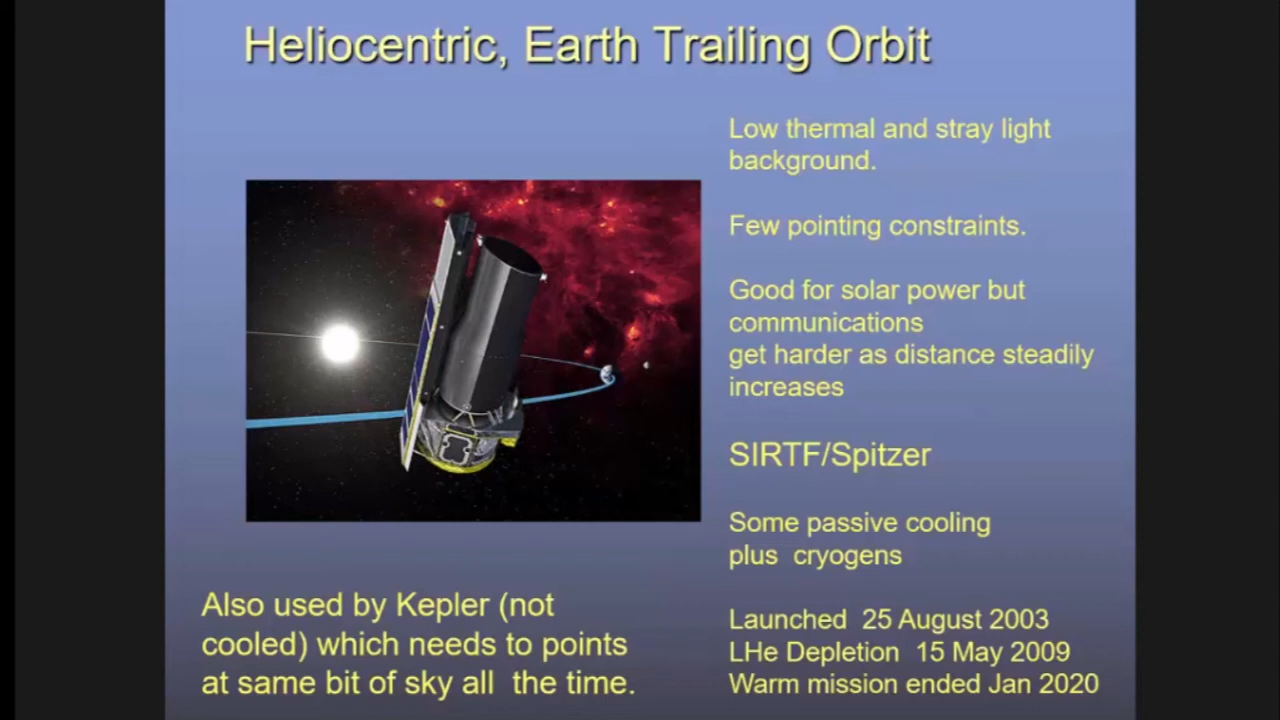 Heliocentric, Earth Trailing Orbit
Low thermal and stray light
background.
Few pointing constraints.
Good for solar power but
communications
get harder as distance steadily
increases
SIRTF/Spitzer
Some passive cooling
plus  cryogens
Launched  25 August 2003
LHe Depletion  15 May 2009
Warm mission ended Jan 2020
Also used by Kepler (not
cooled) which needs to points
at same bit of sky all  the time.